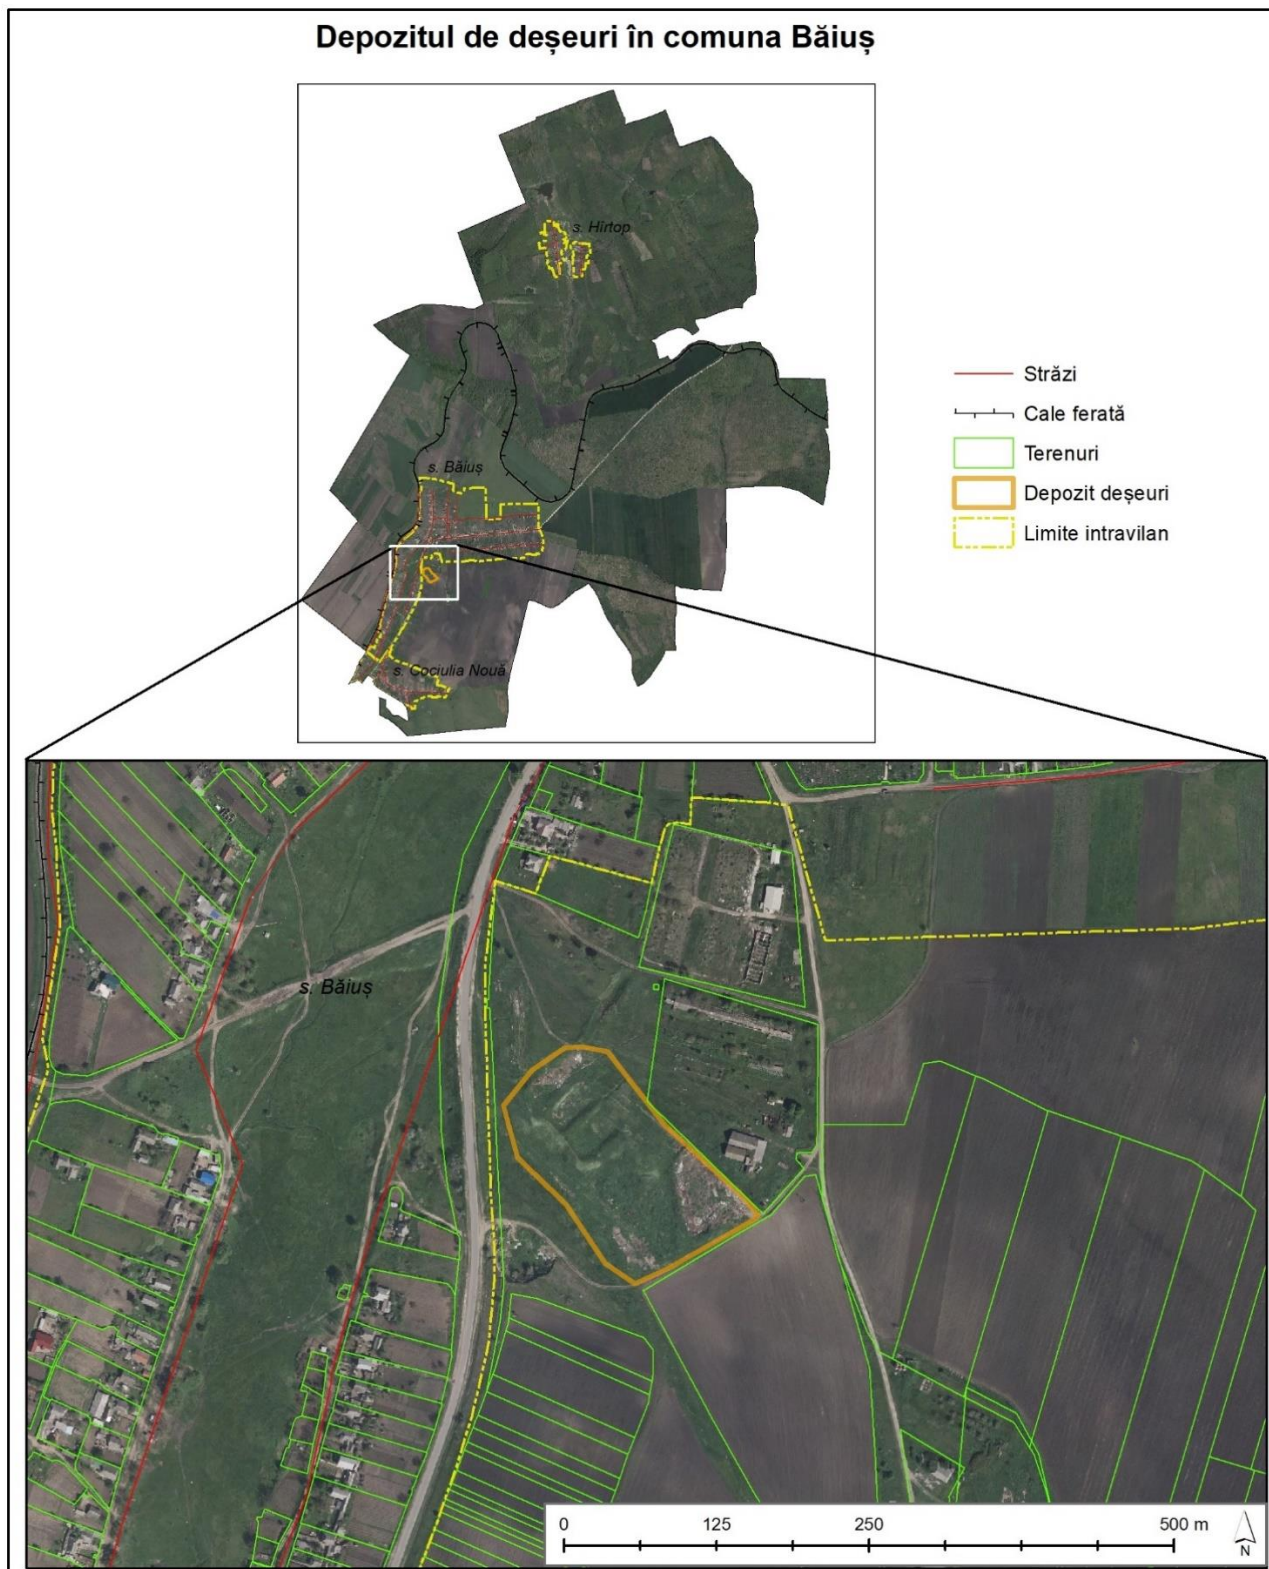 Depozitul de deșeuri în comuna Băiuș
s. Hîrtop
Străzi
Cale ferată
Terenuri
Depozit deșeuri
Limite intravilan
s. Băiuș
s. Cociulia Nouă
s. Băiuș
0 125 250 500 m
N